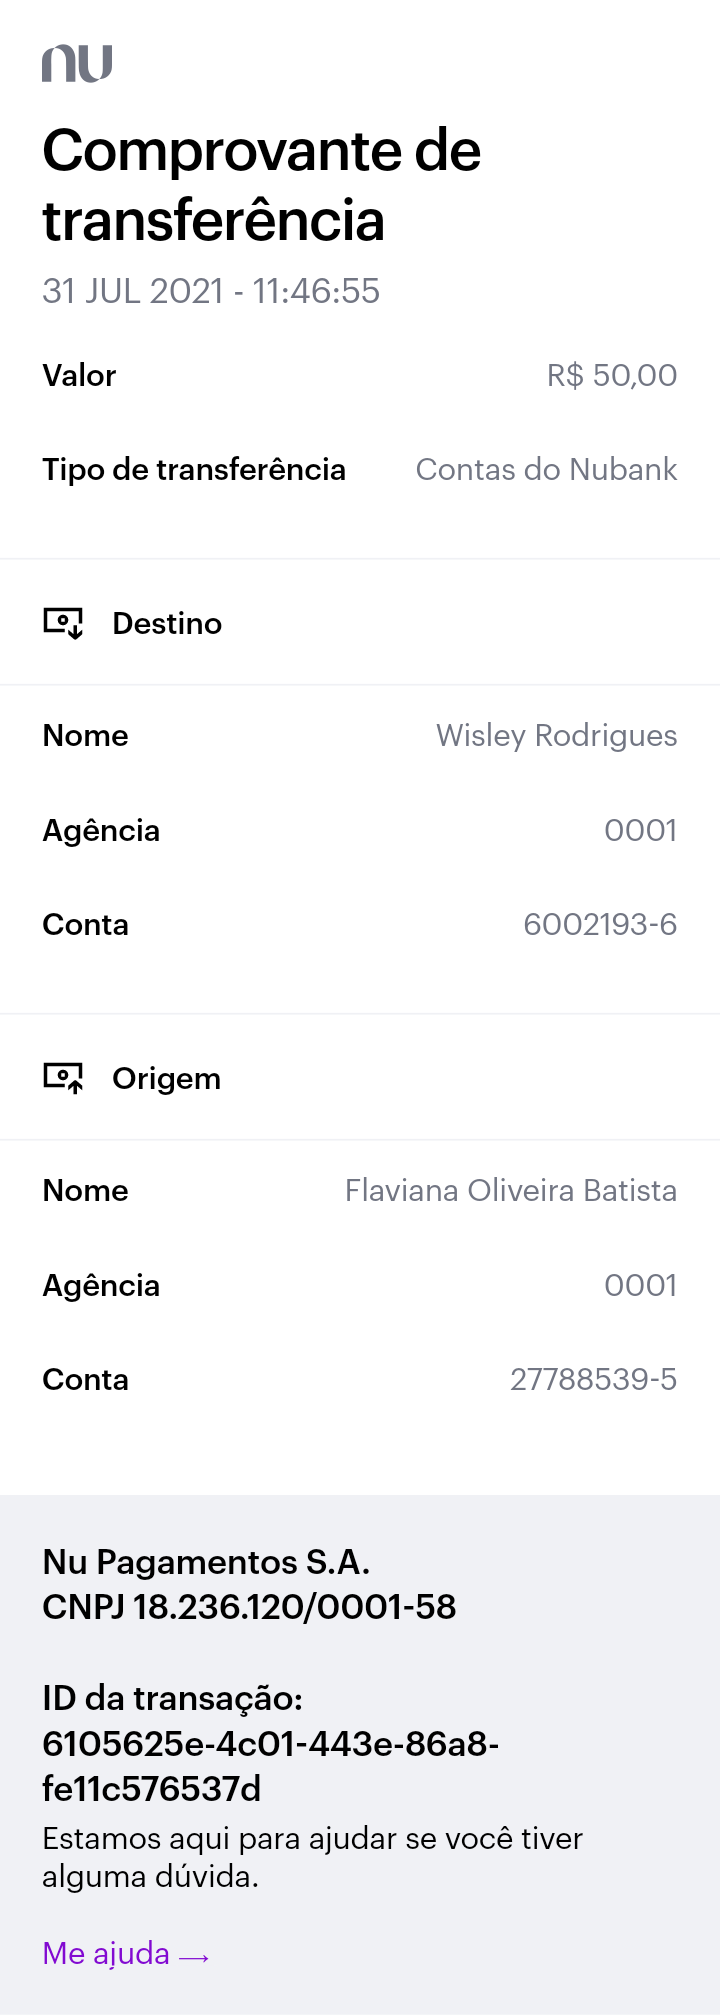 nu
Comprovante de
transferência
31 JUL 2021 - 11:46:55
Valor R$ 50,00
Tipo de transferência Contas do Nubank
Destino
Nome Wisley Rodrigues
Agência 0001
Conta 6002193-6
Origem
Nome Flaviana Oliveira Batista
Agência 0001
Conta 27788539-5
Nu Pagamentos S.A.
CNPJ 18.236.120/0001-58
ID da transação:
6105625e-4c01-443e-86a8-
fe11c576537d
Estamos aqui para ajudar se você tiver
alguma dúvida.
Me ajuda →